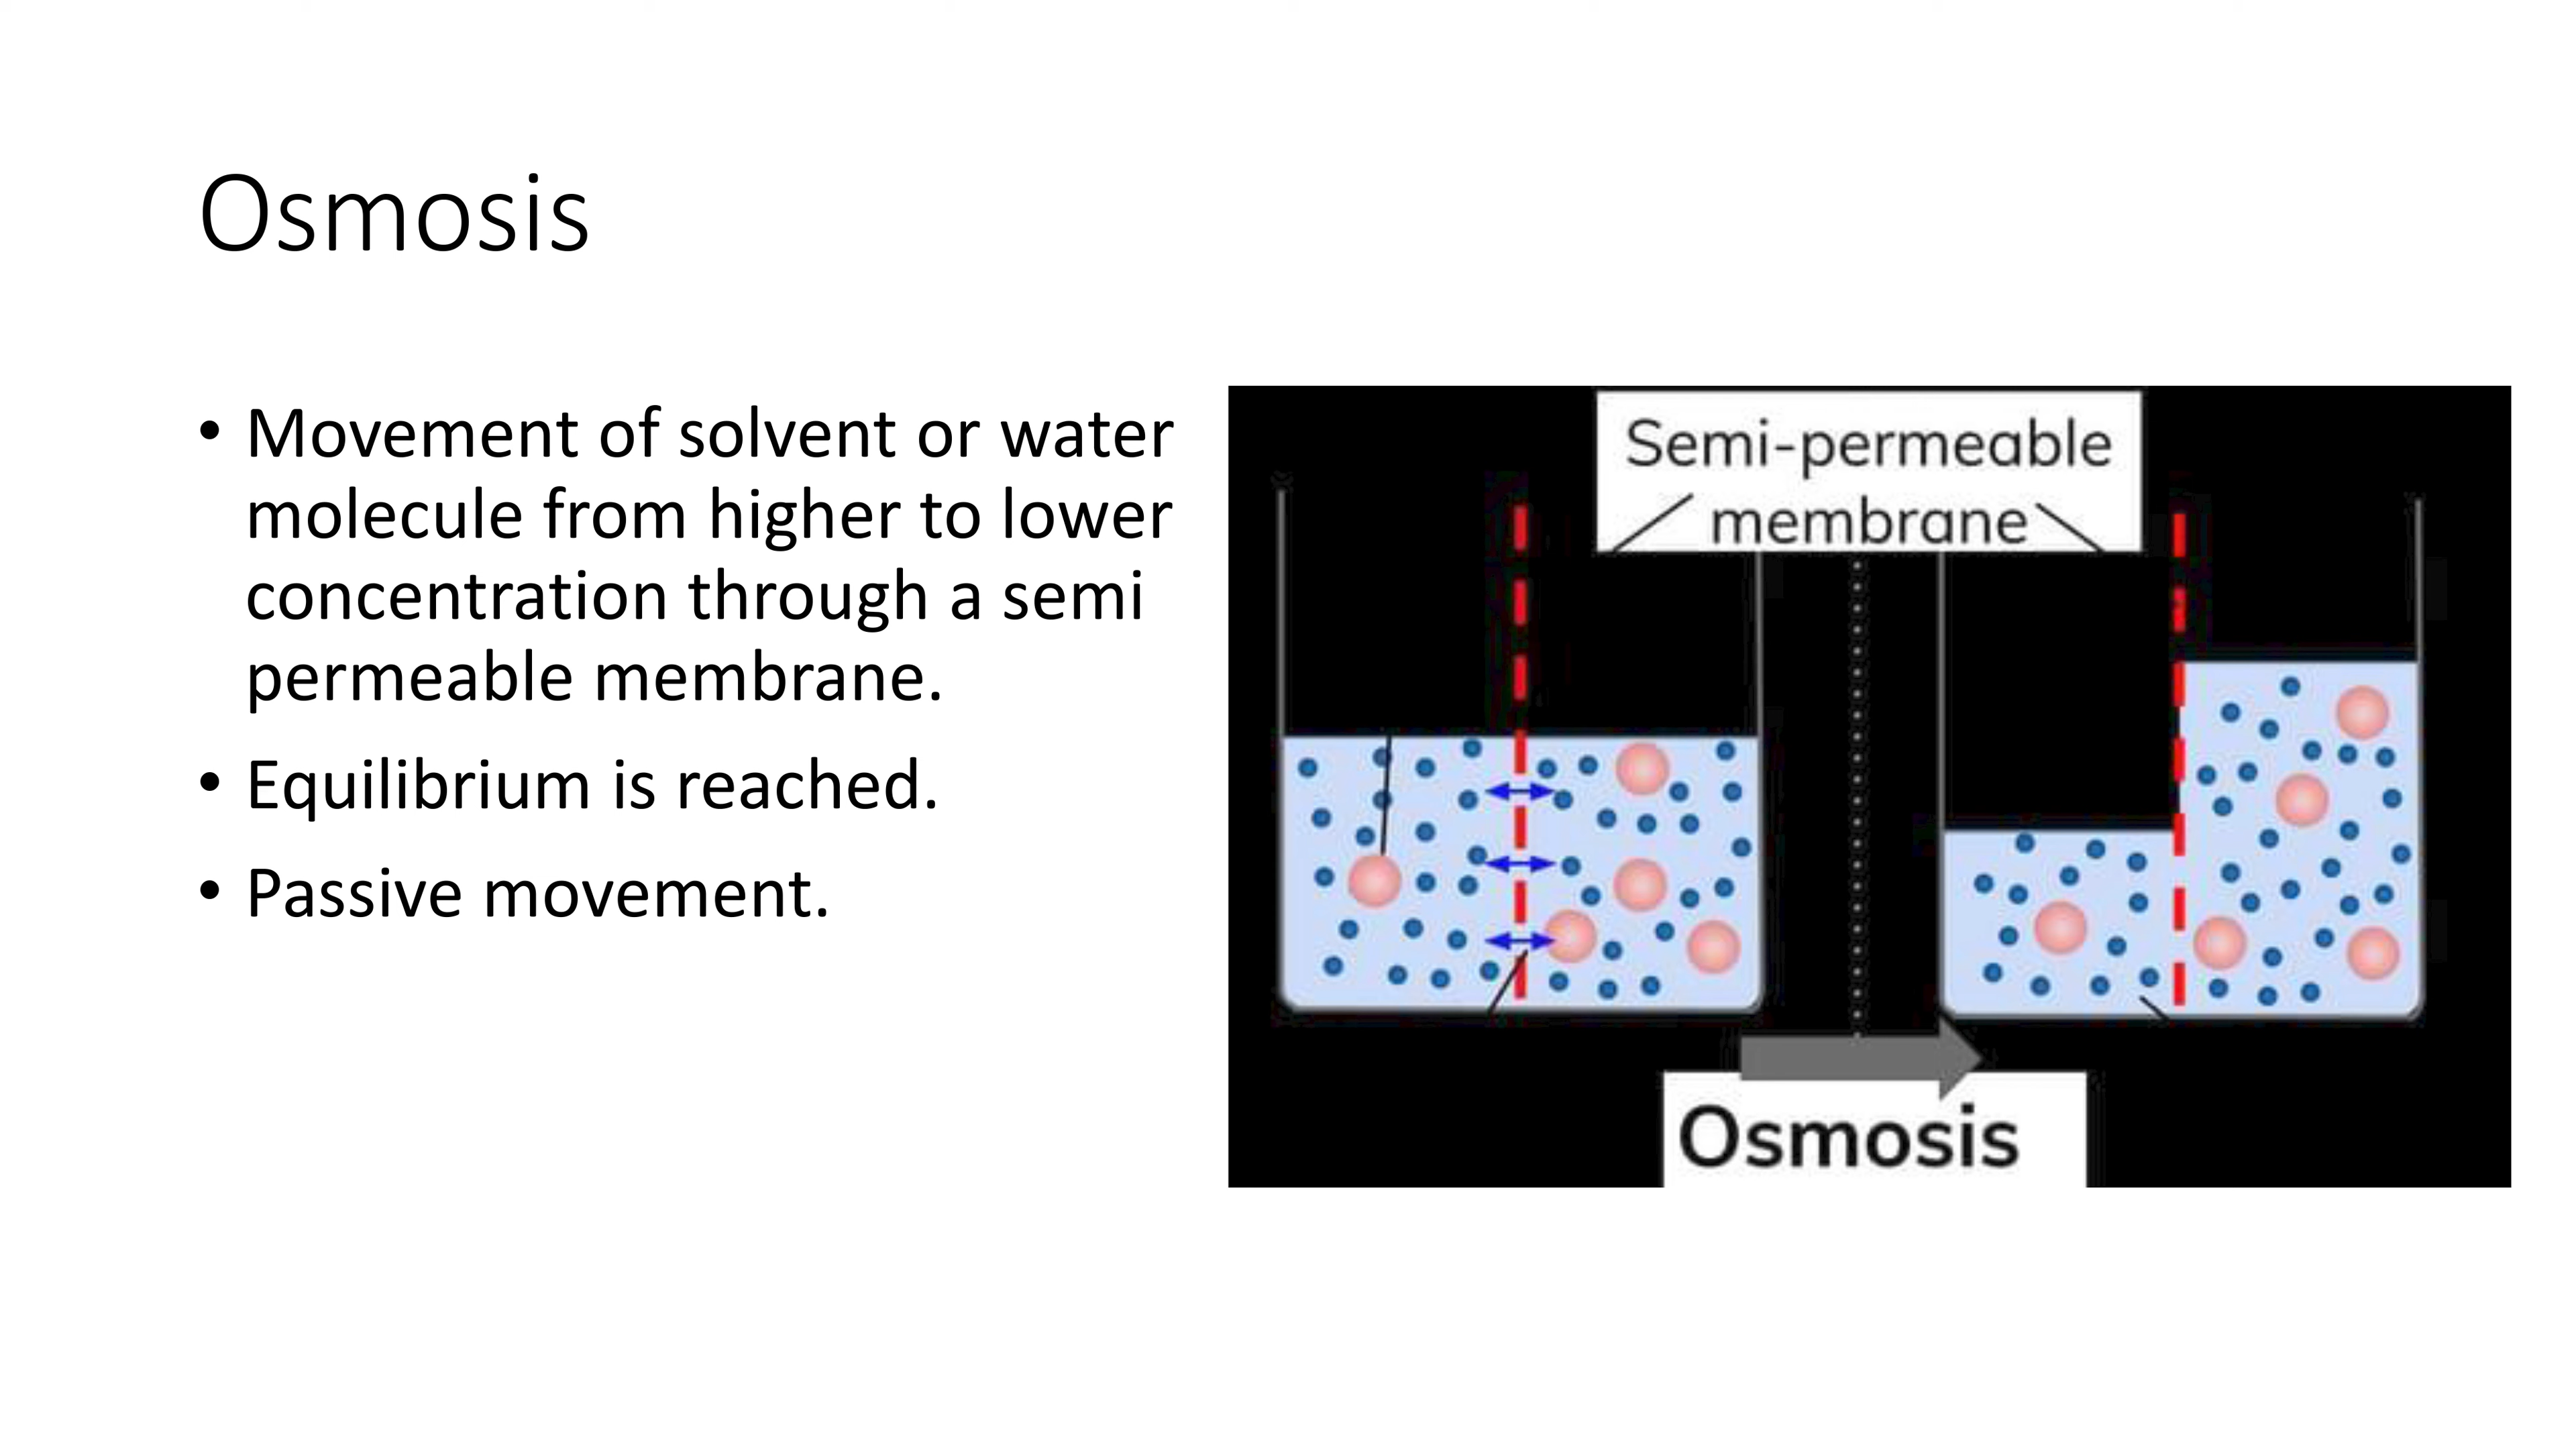 Osmosis
• Movement of solvent or water
molecule from higher to lower
concentration through a semi
permeable membrane.
• Equilibrium is reached.
• Passive movement.
Semi-permeable
membrane
Osmosis